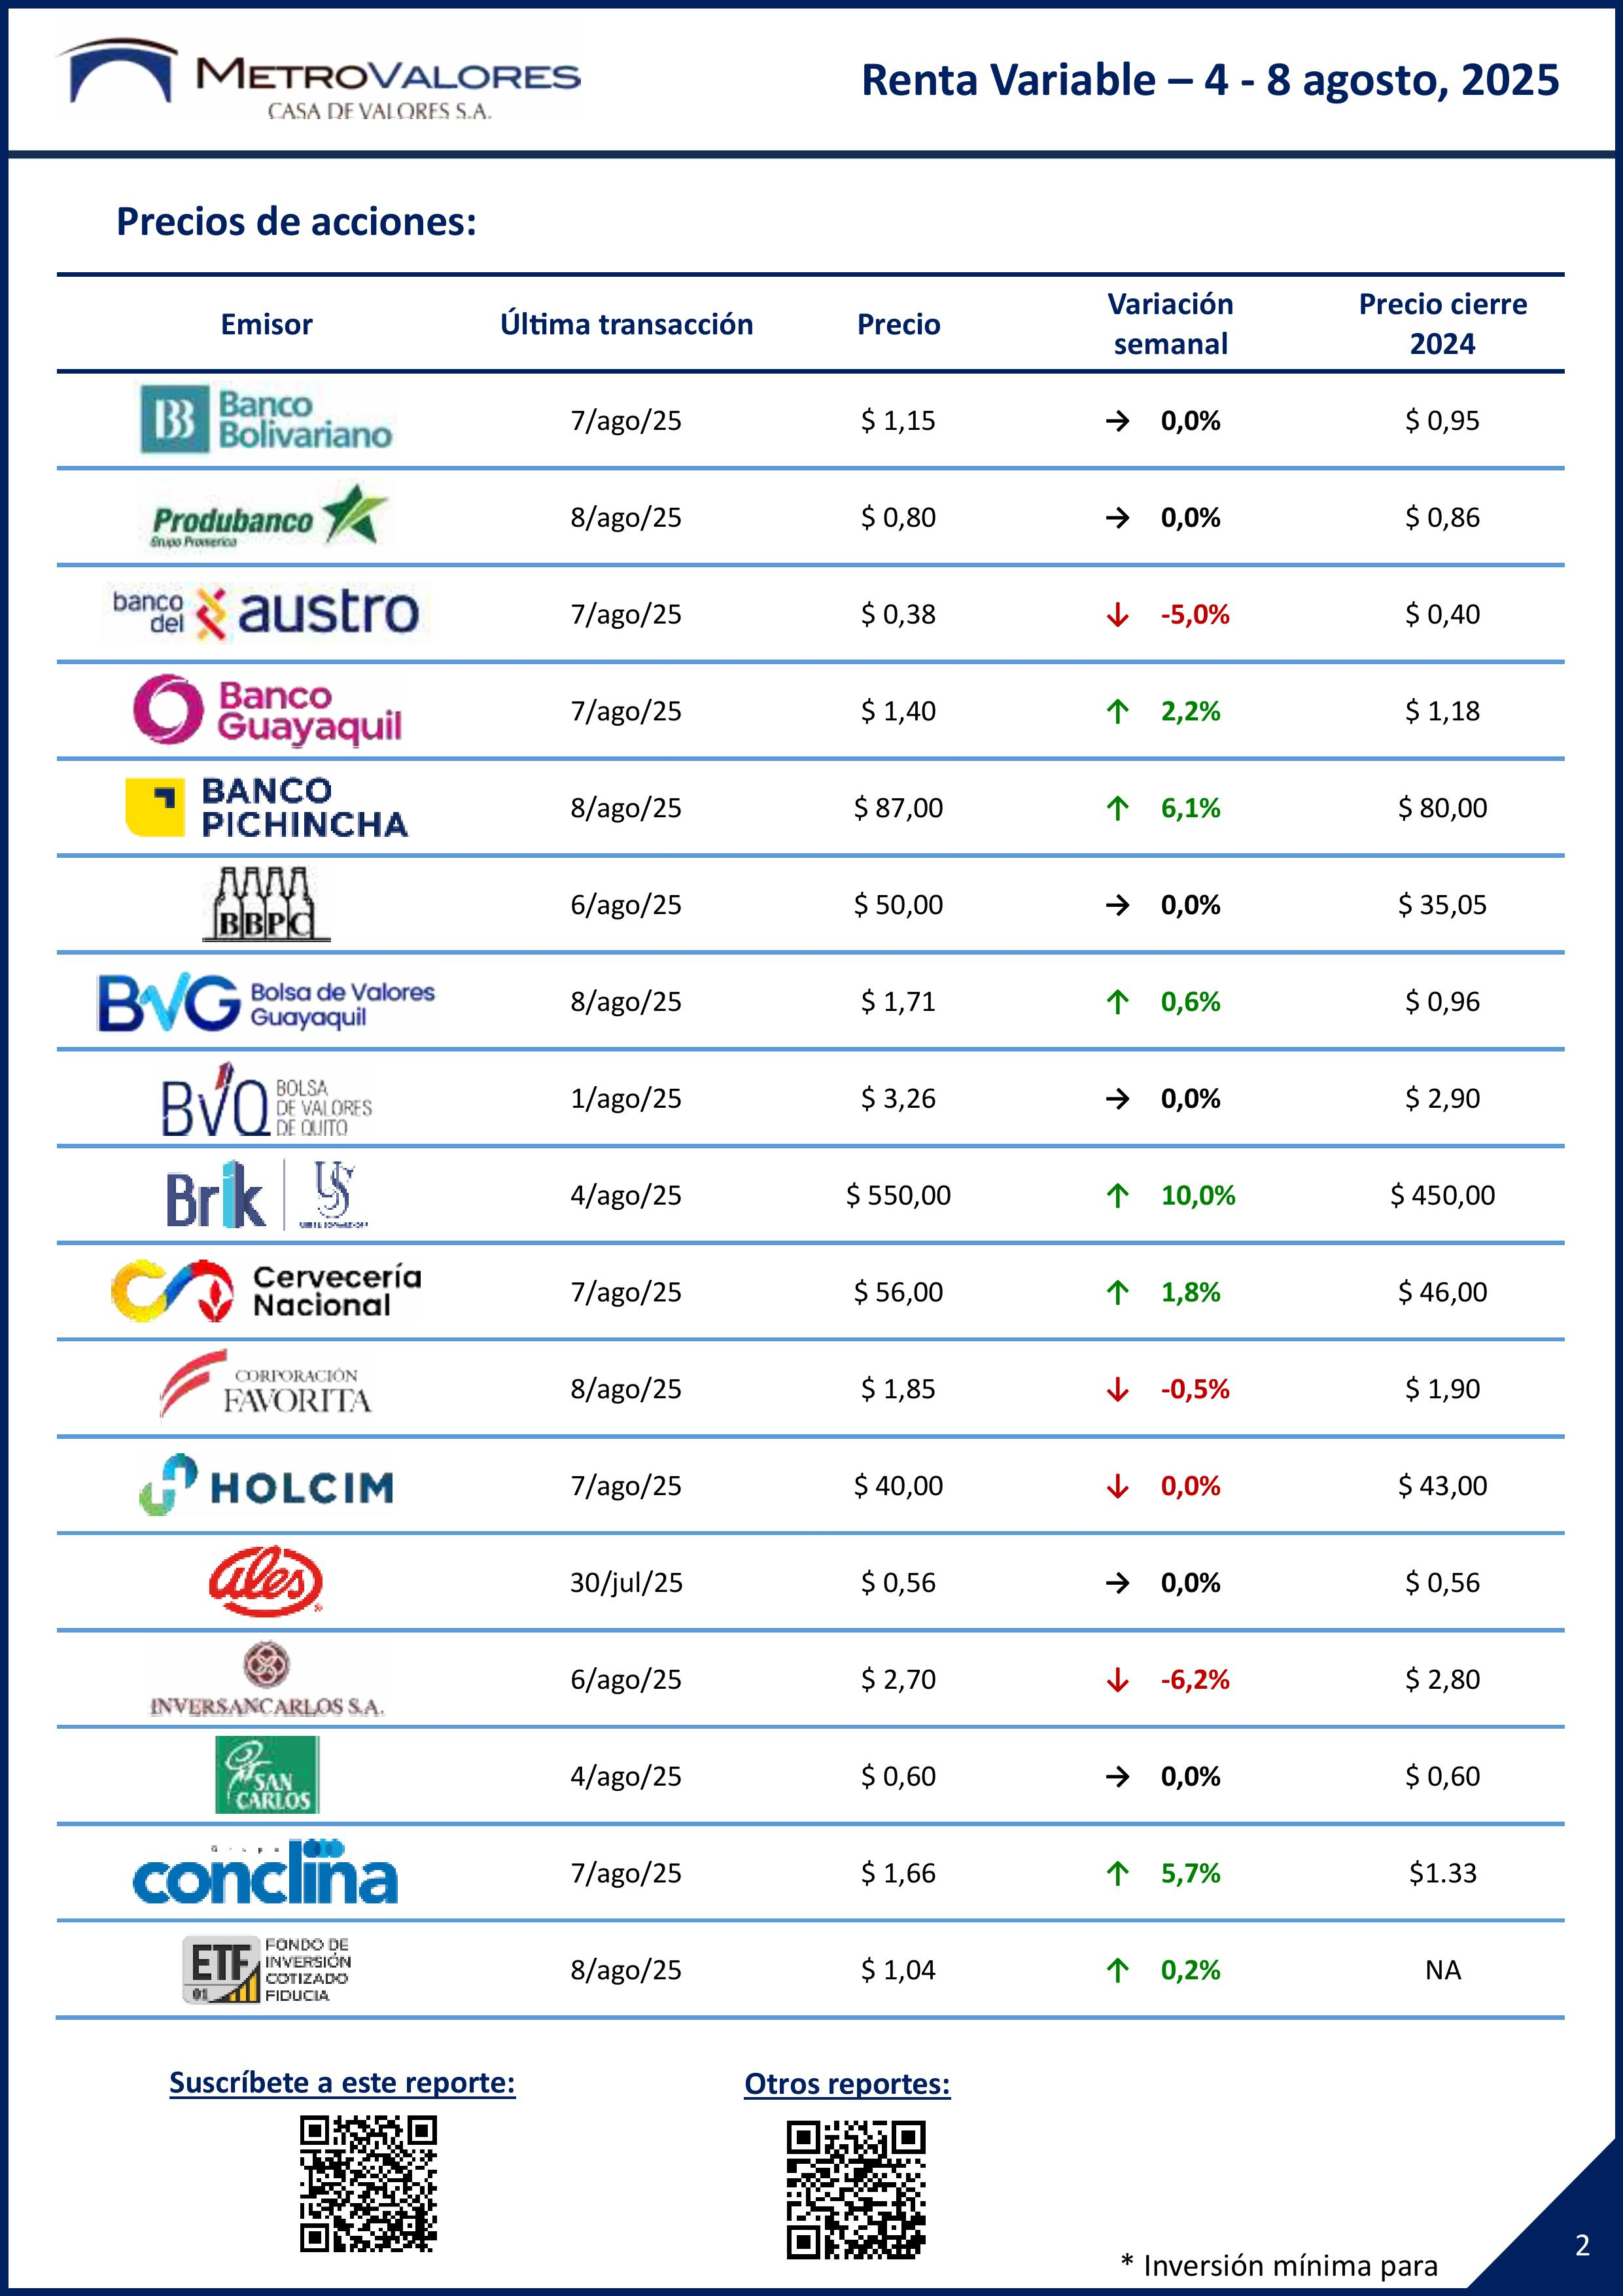 METROVALORES
CASA DE VALORES S.A.
Renta Variable – 4 - 8 agosto, 2025
Precios de acciones:
Emisor Última transacción Precio Variación semanal Precio cierre 2024
Banco Bolivariano 7/ago/25 $ 1,15 → 0,0% $ 0,95
Produbanco Grupo Promerica 8/ago/25 $ 0,80 → 0,0% $ 0,86
banco del austro 7/ago/25 $ 0,38 ↓ -5,0% $ 0,40
Banco Guayaquil 7/ago/25 $ 1,40 ↑ 2,2% $ 1,18
BANCO PICHINCHA 8/ago/25 $ 87,00 ↑ 6,1% $ 80,00
BBPC 6/ago/25 $ 50,00 → 0,0% $ 35,05
BVG Bolsa de Valores Guayaquil 8/ago/25 $ 1,71 ↑ 0,6% $ 0,96
BVQ BOLSA DE VALORES DE QUITO 1/ago/25 $ 3,26 → 0,0% $ 2,90
Brik US 4/ago/25 $ 550,00 ↑ 10,0% $ 450,00
Cervecería Nacional 7/ago/25 $ 56,00 ↑ 1,8% $ 46,00
CORPORACIÓN FAVORITA 8/ago/25 $ 1,85 ↓ -0,5% $ 1,90
HOLCIM 7/ago/25 $ 40,00 ↓ 0,0% $ 43,00
ales 30/jul/25 $ 0,56 → 0,0% $ 0,56
INVERSANCARLOS S.A. 6/ago/25 $ 2,70 ↓ -6,2% $ 2,80
SAN CARLOS 4/ago/25 $ 0,60 → 0,0% $ 0,60
Grupo conclina 7/ago/25 $ 1,66 ↑ 5,7% $1.33
ETF 01 FONDO DE INVERSIÓN COTIZADO FIDUCIA 8/ago/25 $ 1,04 ↑ 0,2% NA
Suscríbete a este reporte: Otros reportes:
* Inversión mínima para
2